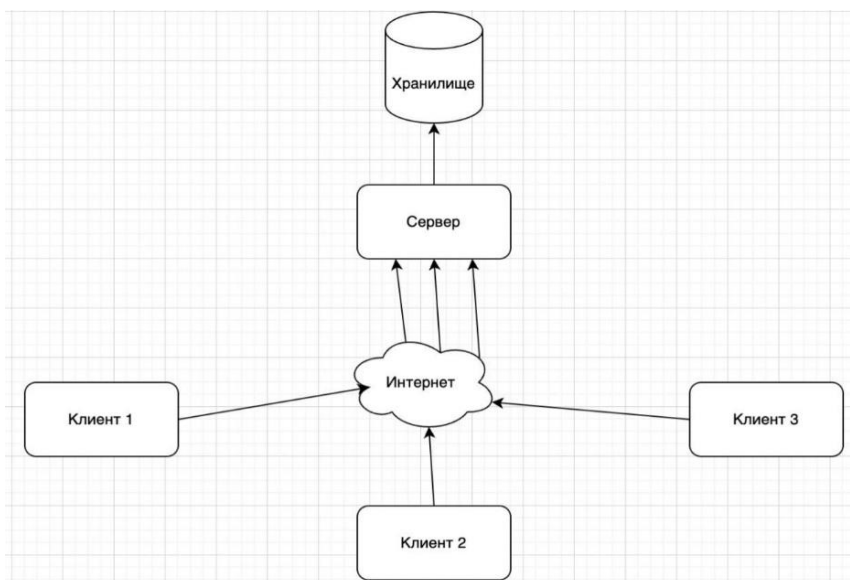 Хранилище
Сервер
Интернет
Клиент 1
Клиент 3
Клиент 2